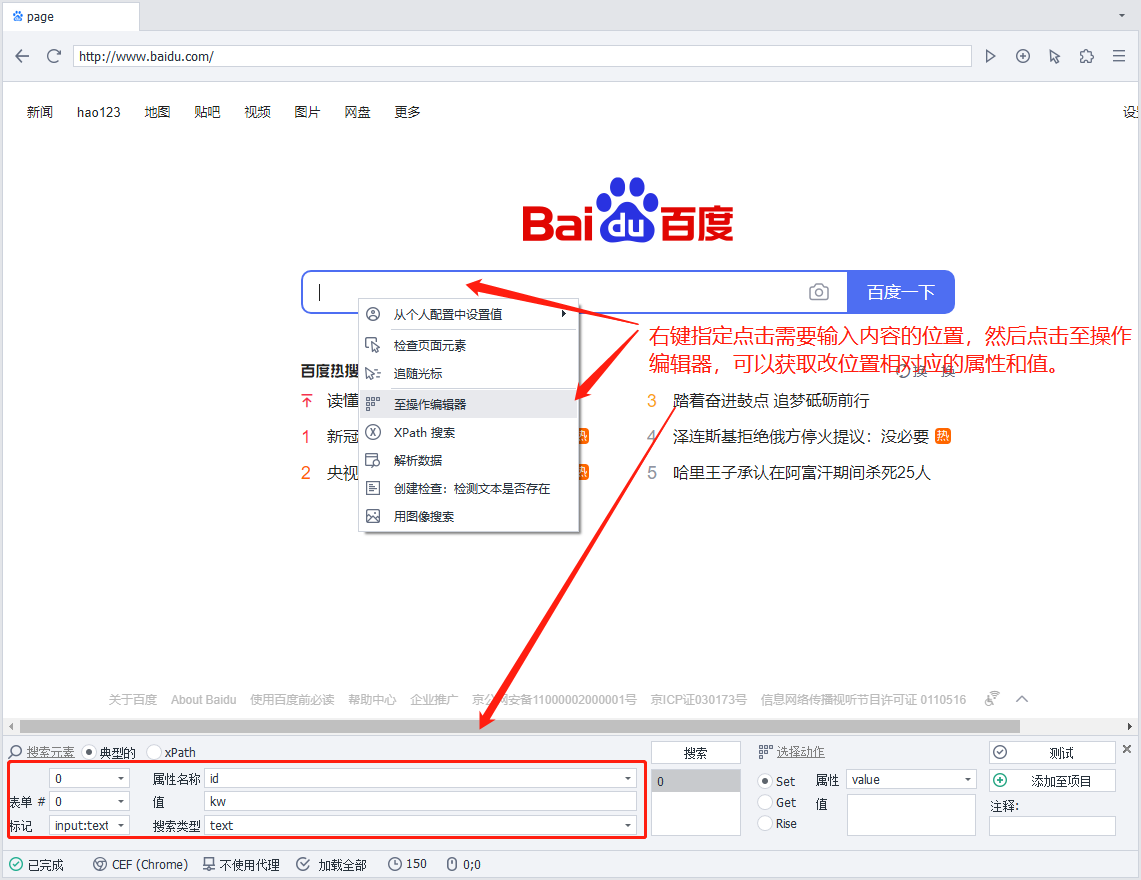 page
http://www.baidu.com/
新闻 hao123 地图 贴吧 视频 图片 网盘 更多
Bai du 百度
百度一下
从个人配置中设置值
检查页面元素
追随光标
至操作编辑器
XPath 搜索
解析数据
创建检查：检测文本是否存在
用图像搜索
右键指定点击需要输入内容的位置，然后点击至操作
编辑器，可以获取改位置相对应的属性和值。
百度热搜
换一换
读懂
3 踏着奋进鼓点 追梦砥砺前行
1 新冠 热
4 泽连斯基拒绝俄方停火提议：没必要 热
2 央视 热
5 哈里王子承认在阿富汗期间杀死25人
关于百度 About Baidu 使用百度前必读 帮助中心 企业推广 京公网安备11000002000001号 京ICP证030173号 信息网络传播视听节目许可证 0110516
搜索元素 典型的 xPath 搜索 选择动作 测试
0 属性名称 id 0 Set 属性 value 添加至项目
表单 # 0 值 kw Get 值 注释:
标记 input:text 搜索类型 text Rise
已完成 CEF (Chrome) 不使用代理 加载全部 150 0;0